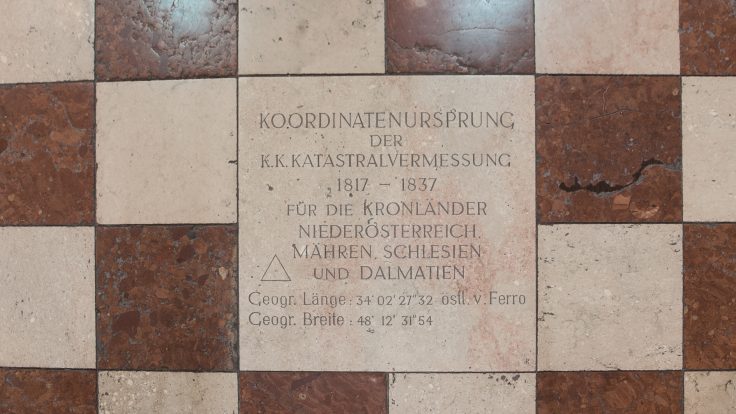 KOORDINATENURSPRUNG
DER
K.K.KATASTRALVERMESSUNG
1817 – 1837
FÜR DIE KRONLÄNDER
NIEDERÖSTERREICH,
MÄHREN, SCHLESIEN
UND DALMATIEN
Geogr. Länge : 34° 02' 27"32 östl. v. Ferro
Geogr. Breite : 48° 12' 31"54